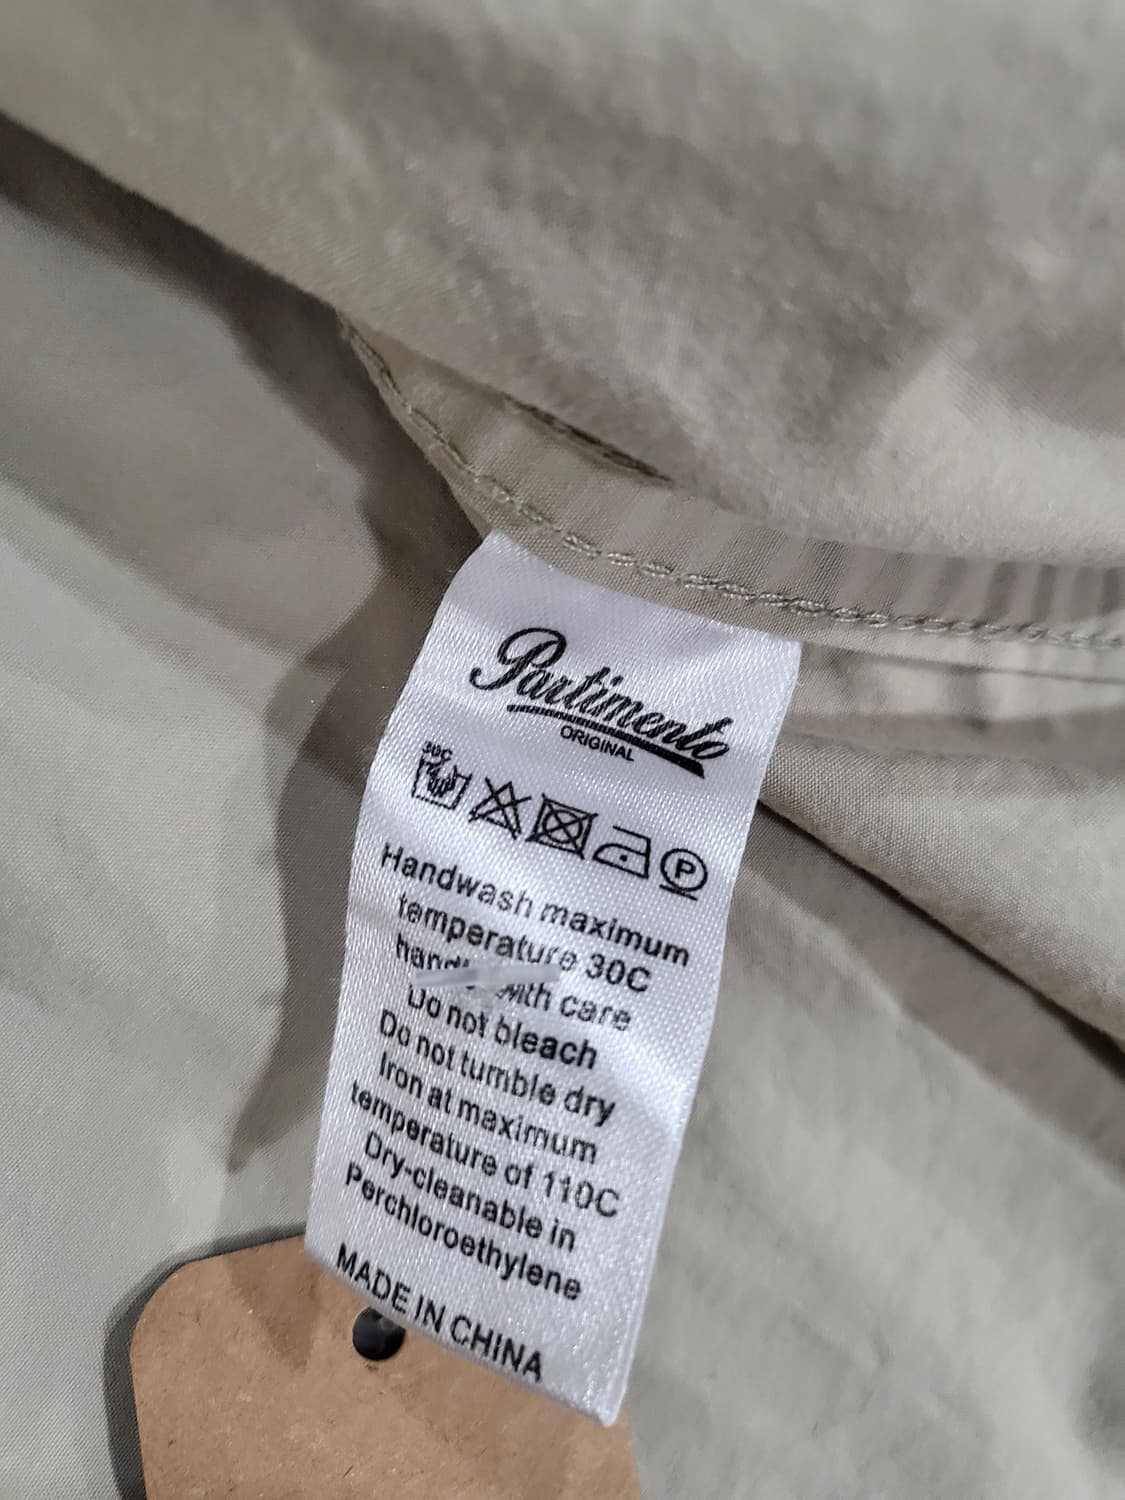 Partimento
ORIGINAL
30C
P
Handwash maximum
temperature 30C
handle with care
Do not bleach
Do not tumble dry
Iron at maximum
temperature of 110C
Dry-cleanable in
Perchloroethylene
MADE IN CHINA